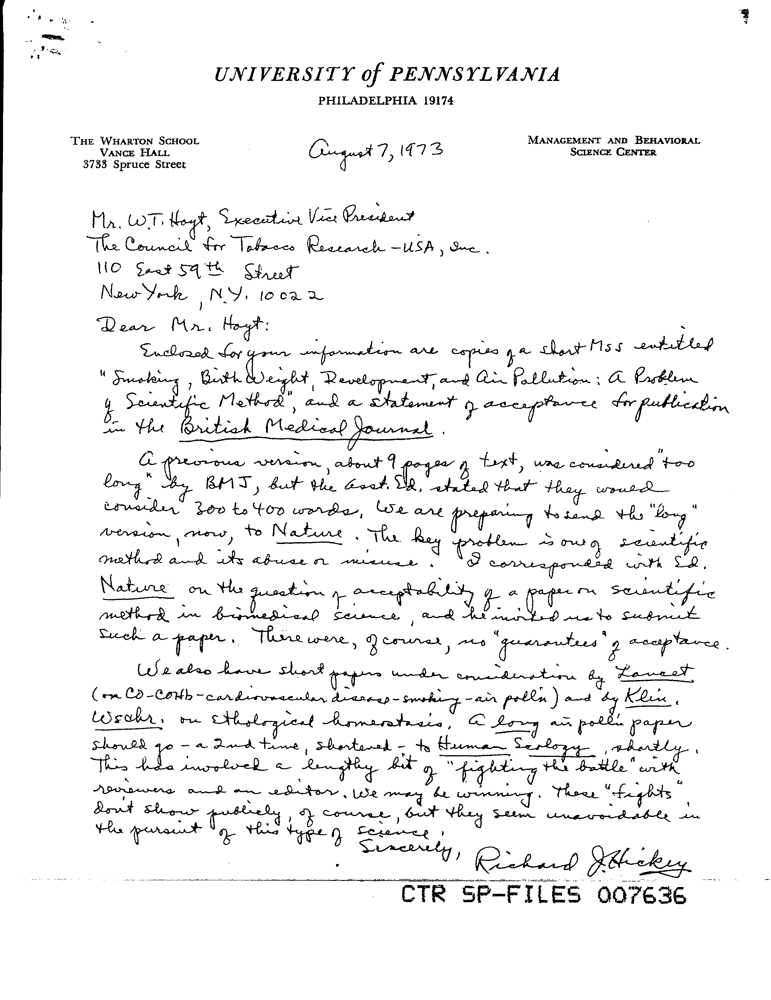 UNIVERSITY of PENNSYLVANIA
PHILADELPHIA 19174
THE WHARTON SCHOOL
VANCE HALL
3733 Spruce Street
August 7, 1973
MANAGEMENT AND BEHAVIORAL
SCIENCE CENTER
Mr. W.T. Hoyt, Executive Vice President
The Council for Tobacco Research - USA, Inc.
110 East 59th Street
New York, N.Y. 10022
Dear Mr. Hoyt:
Enclosed for your information are copies of a short Mss entitled
"Smoking, Birth Weight, Development, and Air Pollution: A Problem
of Scientific Method", and a statement of acceptance for publication
in the British Medical Journal.
A previous version, about 9 pages of text, was considered "too
long" by BMJ, but the Asst. Ed. stated that they would
consider 300 to 400 words. We are preparing to send the "long"
version, now, to Nature. The key problem is one of scientific
method and its abuse or misuse. I corresponded with Ed.
Nature on the question of acceptability of a paper on scientific
method in biomedical science, and he invited us to submit
such a paper. There were, of course, no "guarantees" of acceptance.
We also have short papers under consideration by Lancet
(on CO-COHb-cardiovascular disease-smoking-air poll'n) and by Klin.
Wschr. on ethological homeostasis. A long air poll'n paper
should go - a 2nd time, shortened - to Human Ecology, shortly.
This has involved a lengthy bit of "fighting the battle" with
reviewers and an editor. We may be winning. These "fights"
don't show publicly, of course, but they seem unavoidable in
the pursuit of this type of science.
Sincerely, Richard J. Hickey
CTR SP-FILES 007636